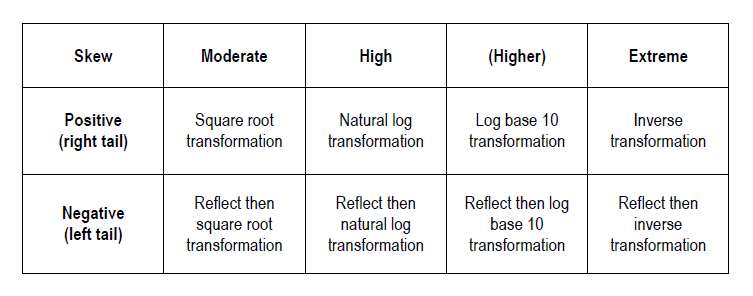 Skew Moderate High (Higher) Extreme
Positive
(right tail)
Square root
transformation
Natural log
transformation
Log base 10
transformation
Inverse
transformation
Negative
(left tail)
Reflect then
square root
transformation
Reflect then
natural log
transformation
Reflect then log
base 10
transformation
Reflect then
inverse
transformation